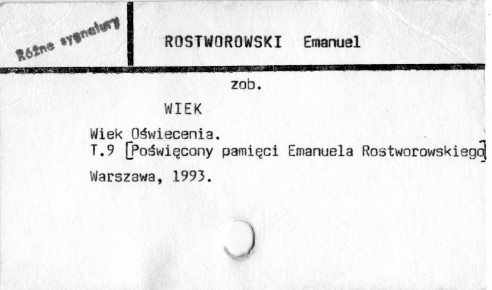 Różne sygnatury
ROSTWOROWSKI Emanuel
zob.
WIEK
Wiek Oświecenia.
T.9 [Poświęcony pamięci Emanuela Rostworowskiego]
Warszawa, 1993.